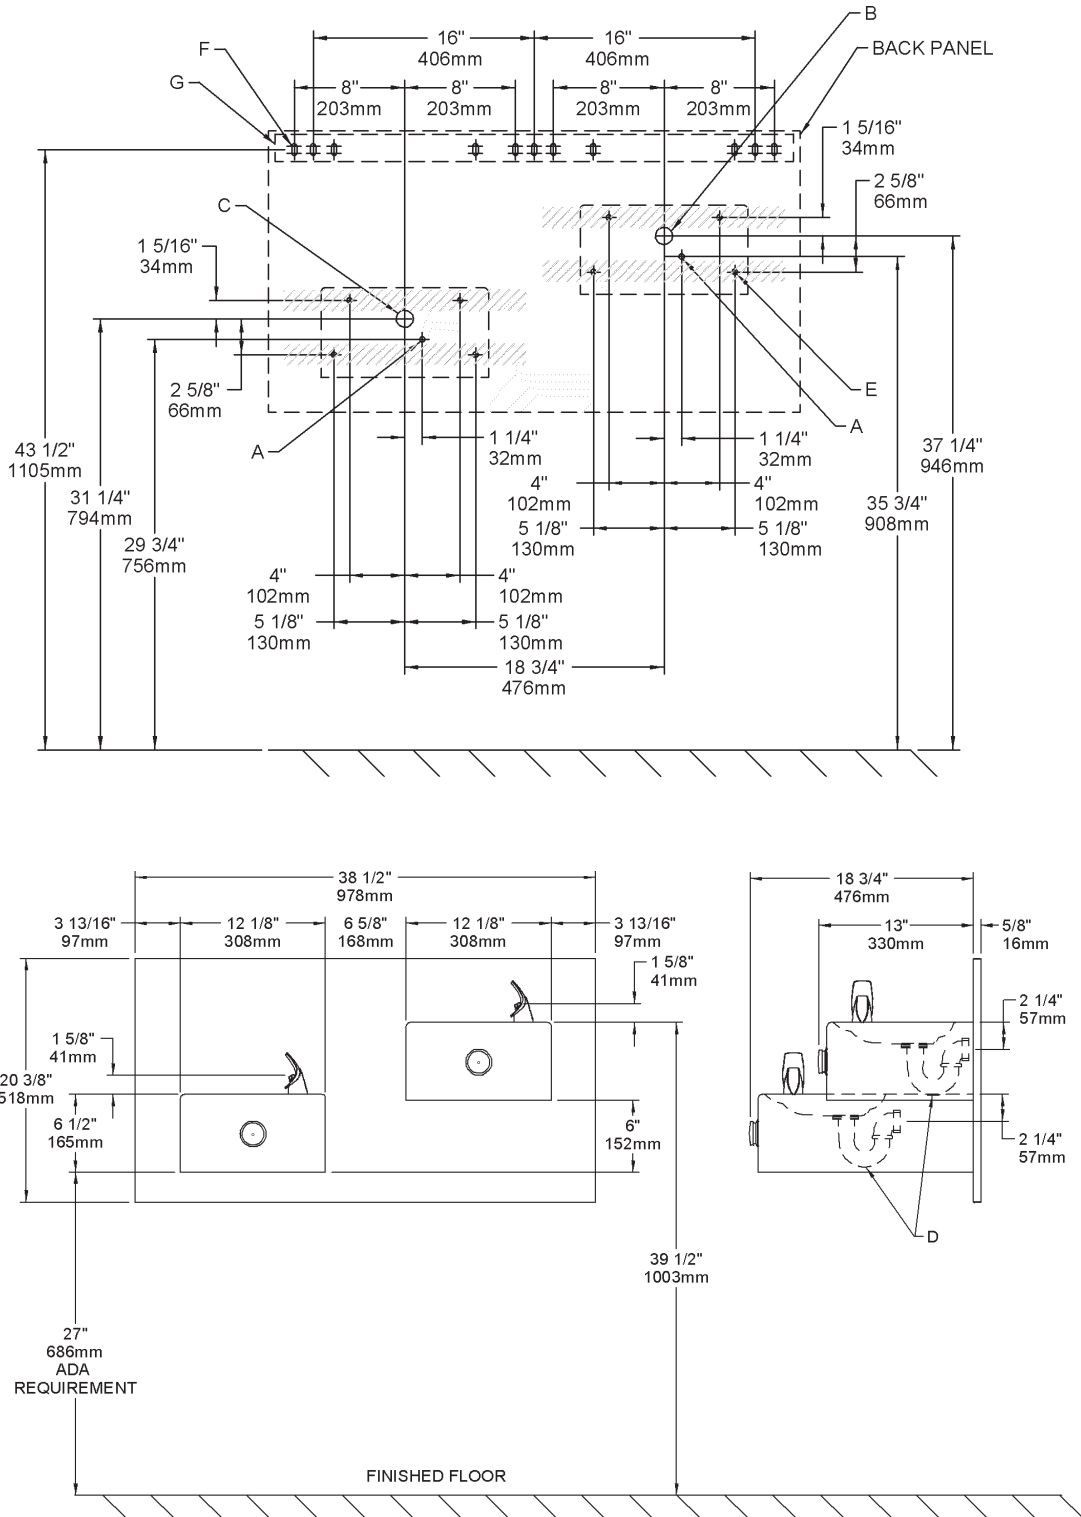 B
F
16"
406mm
16"
406mm
BACK PANEL
G
8"
203mm
8"
203mm
8"
203mm
8"
203mm
1 5/16"
34mm
2 5/8"
66mm
C
1 5/16"
34mm
2 5/8"
66mm
E
A
A
43 1/2"
1105mm
1 1/4"
32mm
1 1/4"
32mm
37 1/4"
946mm
31 1/4"
794mm
4"
102mm
4"
102mm
35 3/4"
908mm
29 3/4"
756mm
5 1/8"
130mm
5 1/8"
130mm
4"
102mm
4"
102mm
5 1/8"
130mm
5 1/8"
130mm
18 3/4"
476mm
38 1/2"
978mm
18 3/4"
476mm
3 13/16"
97mm
12 1/8"
308mm
6 5/8"
168mm
12 1/8"
308mm
3 13/16"
97mm
13"
330mm
5/8"
16mm
1 5/8"
41mm
2 1/4"
57mm
1 5/8"
41mm
20 3/8"
518mm
6 1/2"
165mm
6"
152mm
2 1/4"
57mm
D
39 1/2"
1003mm
27"
686mm
ADA
REQUIREMENT
FINISHED FLOOR